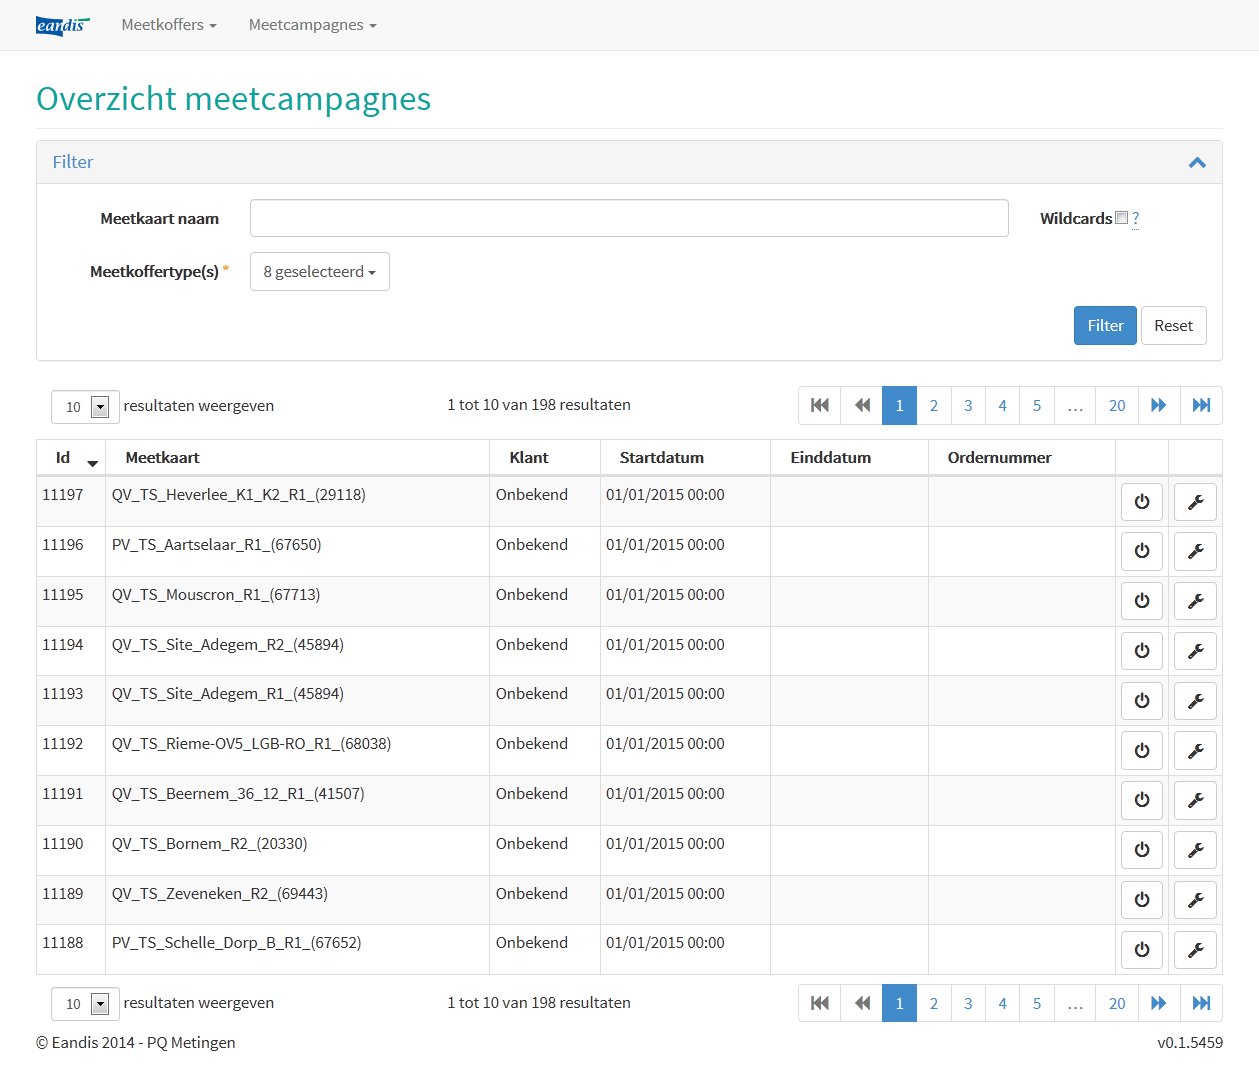 eandis Meetkoffers Meetcampagnes
Overzicht meetcampagnes
Filter
Meetkaart naam Wildcards ?
Meetkoffertype(s) * 8 geselecteerd
Filter Reset
10 resultaten weergeven 1 tot 10 van 198 resultaten 1 2 3 4 5 … 20
Id Meetkaart Klant Startdatum Einddatum Ordernummer
11197 QV_TS_Heverlee_K1_K2_R1_(29118) Onbekend 01/01/2015 00:00
11196 PV_TS_Aartselaar_R1_(67650) Onbekend 01/01/2015 00:00
11195 QV_TS_Mouscron_R1_(67713) Onbekend 01/01/2015 00:00
11194 QV_TS_Site_Adegem_R2_(45894) Onbekend 01/01/2015 00:00
11193 QV_TS_Site_Adegem_R1_(45894) Onbekend 01/01/2015 00:00
11192 QV_TS_Rieme-OV5_LGB-RO_R1_(68038) Onbekend 01/01/2015 00:00
11191 QV_TS_Beernem_36_12_R1_(41507) Onbekend 01/01/2015 00:00
11190 QV_TS_Bornem_R2_(20330) Onbekend 01/01/2015 00:00
11189 QV_TS_Zeveneken_R2_(69443) Onbekend 01/01/2015 00:00
11188 PV_TS_Schelle_Dorp_B_R1_(67652) Onbekend 01/01/2015 00:00
10 resultaten weergeven 1 tot 10 van 198 resultaten 1 2 3 4 5 … 20
© Eandis 2014 - PQ Metingen v0.1.5459